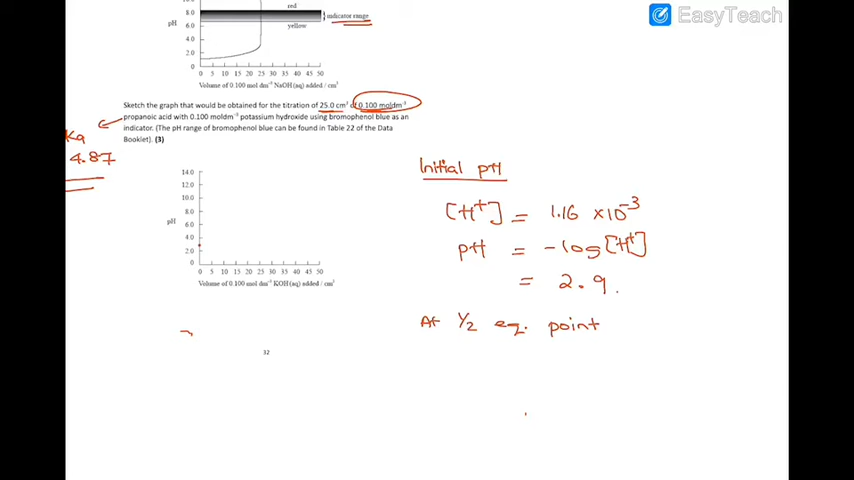 10.0
red
EasyTeach
8.0
indicator range
pH
6.0
yellow
4.0
2.0
0
0 5 10 15 20 25 30 35 40 45 50
Volume of 0.100 mol dm⁻³ NaOH (aq) added / cm³
Sketch the graph that would be obtained for the titration of 25.0 cm³ of 0.100 moldm⁻³
propanoic acid with 0.100 moldm⁻³ potassium hydroxide using bromophenol blue as an
indicator. (The pH range of bromophenol blue can be found in Table 22 of the Data
Booklet). (3)
Ka
4.87
14.0
12.0
10.0
8.0
pH
6.0
4.0
2.0
0
0 5 10 15 20 25 30 35 40 45 50
Volume of 0.100 mol dm⁻³ KOH (aq) added / cm³
Initial pH
[H⁺] = 1.16 ×10⁻³
pH = -log[H⁺]
= 2.9.
At ½ eq. point
32